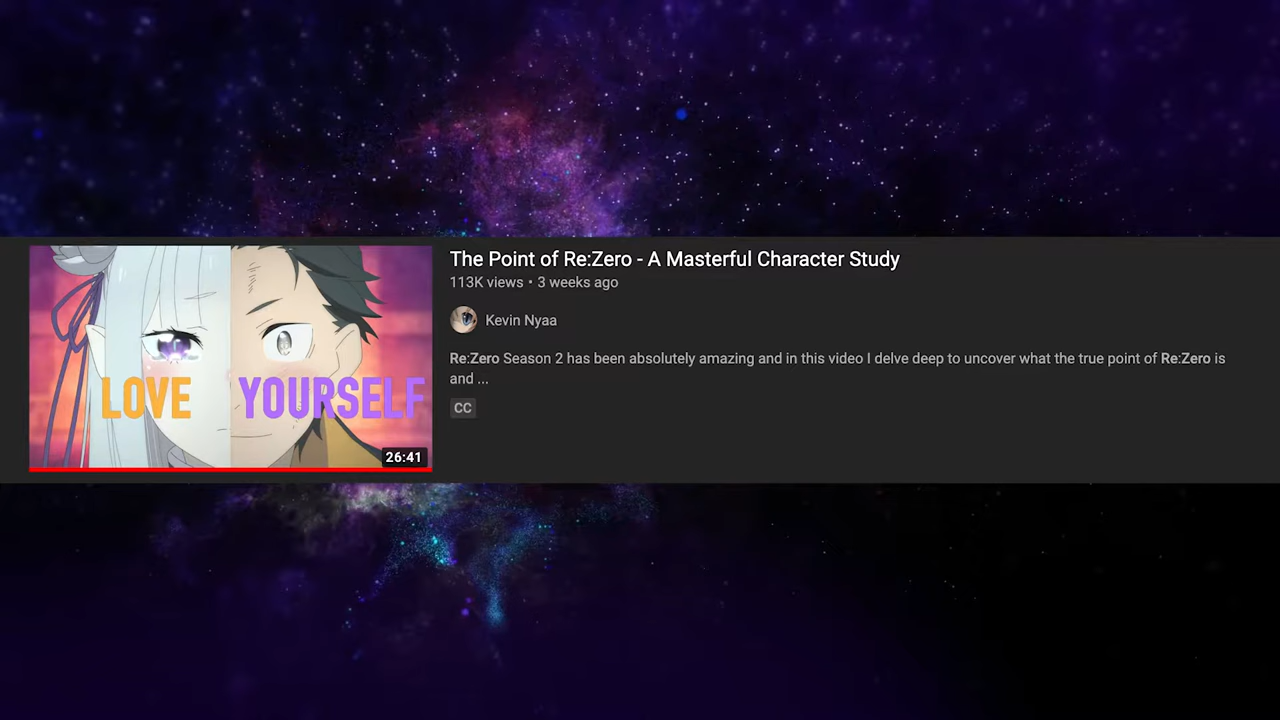 The Point of Re:Zero - A Masterful Character Study
113K views • 3 weeks ago
Kevin Nyaa
Re:Zero Season 2 has been absolutely amazing and in this video I delve deep to uncover what the true point of Re:Zero is
and ...
CC
LOVE YOURSELF
26:41